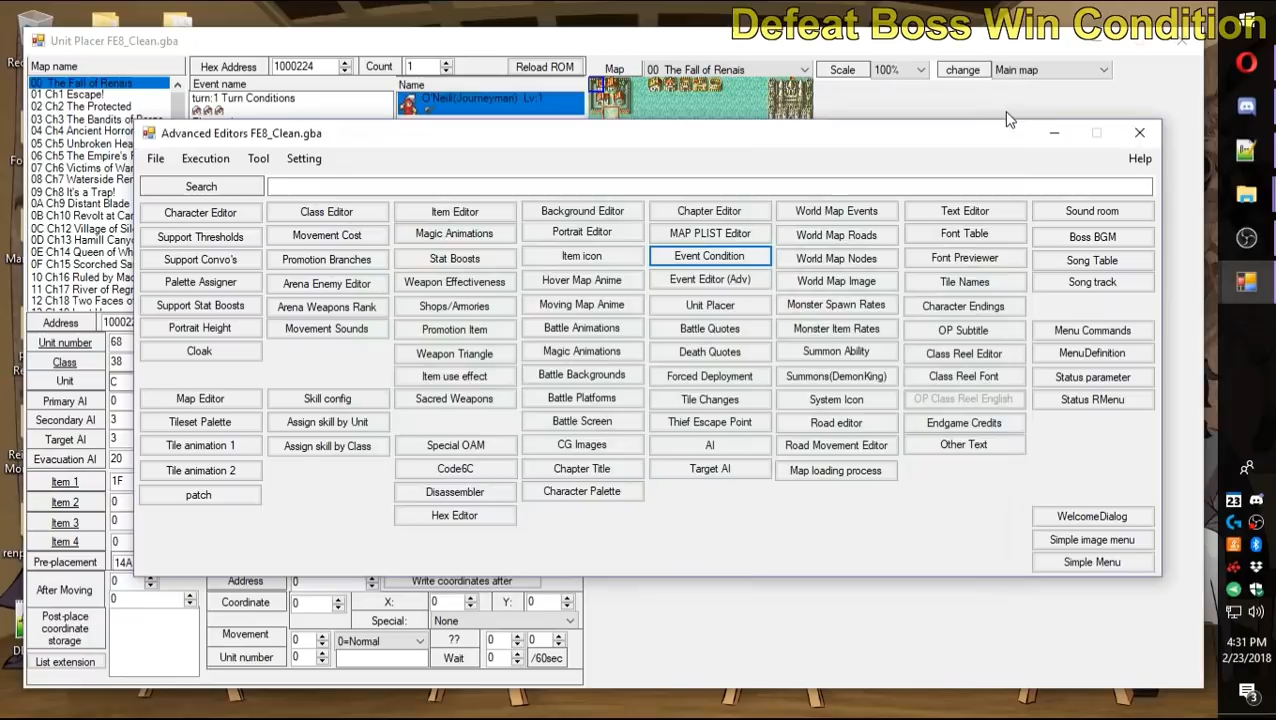 Defeat Boss Win Condition
Unit Placer FE8_Clean.gba
Map name
Hex Address 1000224 Count 1 Reload ROM Map 00 The Fall of Renais Scale 100% change Main map
00 The Fall of Renais
Event name
Name
01 Ch1 Escape!
turn:1 Turn Conditions
O'Neill(Journeyman) Lv:1
02 Ch2 The Protected
03 Ch3 The Bandits of
04 Ch4 Ancient Horror
05 Ch5 Unbroken Hea
06 Ch5 The Empire's
07 Ch6 Victims of War
08 Ch7 Waterside Ren
09 Ch8 It's a Trap!
0A Ch9 Distant Blade
0B Ch10 Revolt at Car
0C Ch12 Village of Sil
0D Ch13 Hamill Cany
0E Ch14 Queen of Wh
0F Ch15 Scorched Sa
10 Ch16 Ruled by Mad
11 Ch17 River of Regr
12 Ch18 Two Faces of
Advanced Editors FE8_Clean.gba
File Execution Tool Setting Help
Search
Character Editor Class Editor Item Editor Background Editor Chapter Editor World Map Events Text Editor Sound room
Support Thresholds Movement Cost Magic Animations Portrait Editor MAP PLIST Editor World Map Roads Font Table Boss BGM
Support Convo's Promotion Branches Stat Boosts Item icon Event Condition World Map Nodes Font Previewer Song Table
Palette Assigner Arena Enemy Editor Weapon Effectiveness Hover Map Anime Event Editor (Adv) World Map Image Tile Names Song track
Support Stat Boosts Arena Weapons Rank Shops/Armories Moving Map Anime Unit Placer Monster Spawn Rates Character Endings
Portrait Height Movement Sounds Promotion Item Battle Animations Battle Quotes Monster Item Rates OP Subtitle Menu Commands
Cloak Weapon Triangle Magic Animations Death Quotes Summon Ability Class Reel Editor MenuDefinition
Item use effect Battle Backgrounds Forced Deployment Summons(DemonKing) Class Reel Font Status parameter
Map Editor Skill config Sacred Weapons Battle Platforms Tile Changes System Icon OP Class Reel English Status RMenu
Tileset Palette Assign skill by Unit Battle Screen Thief Escape Point Road editor Endgame Credits
Tile animation 1 Assign skill by Class Special OAM CG Images AI Road Movement Editor Other Text
Tile animation 2 Code6C Chapter Title Target AI Map loading process
patch Disassembler Character Palette
Hex Editor WelcomeDialog
Simple image menu
Simple Menu
Address 100022
Unit number 68
Class 38
Unit C
Primary AI 0
Secondary AI 3
Target AI 3
Evacuation AI 20
Item 1 1F
Item 2 0
Item 3 0
Item 4 0
Pre-placement 14A
After Moving 0 Address 0 Write coordinates after
0 Coordinate 0 X: 0 Y: 0
Post-place
coordinate
storage
Special: None
Movement 0 0=Normal ?? 0 0
List extension Unit number 0 Wait 0 /60sec
23
4:31 PM
2/23/2018
3